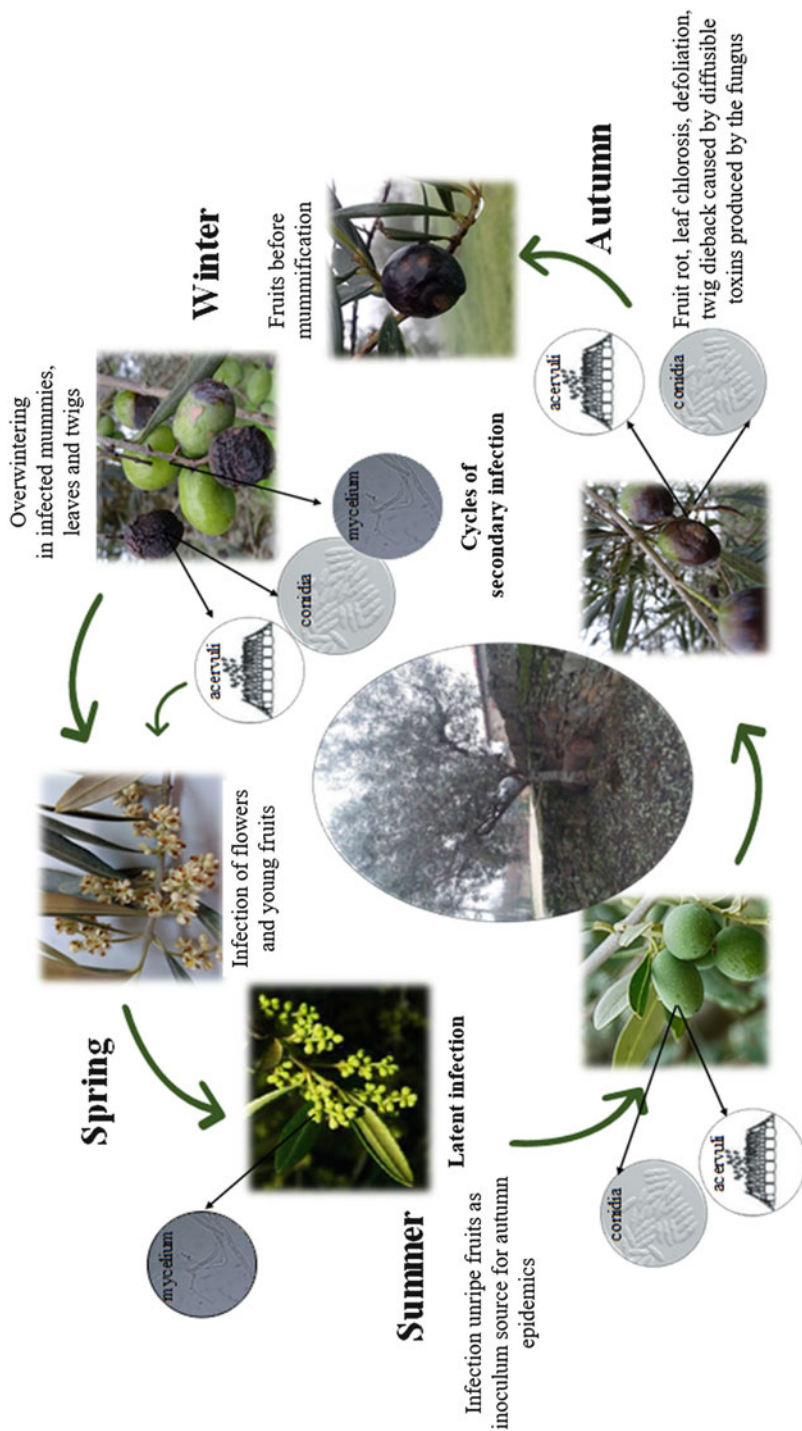 Overwintering
in infected mummies,
leaves and twigs
Winter
Fruits before
mummification
acervuli
conidia
mycelium
Spring
Infection of flowers
and young fruits
mycelium
Latent infection
Summer
Infection unripe fruits as
inoculum source for autumn
epidemics
conidia
acervuli
Cycles of
secondary infection
Autumn
acervuli
conidia
Fruit rot, leaf chlorosis, defoliation,
twig dieback caused by diffusible
toxins produced by the fungus